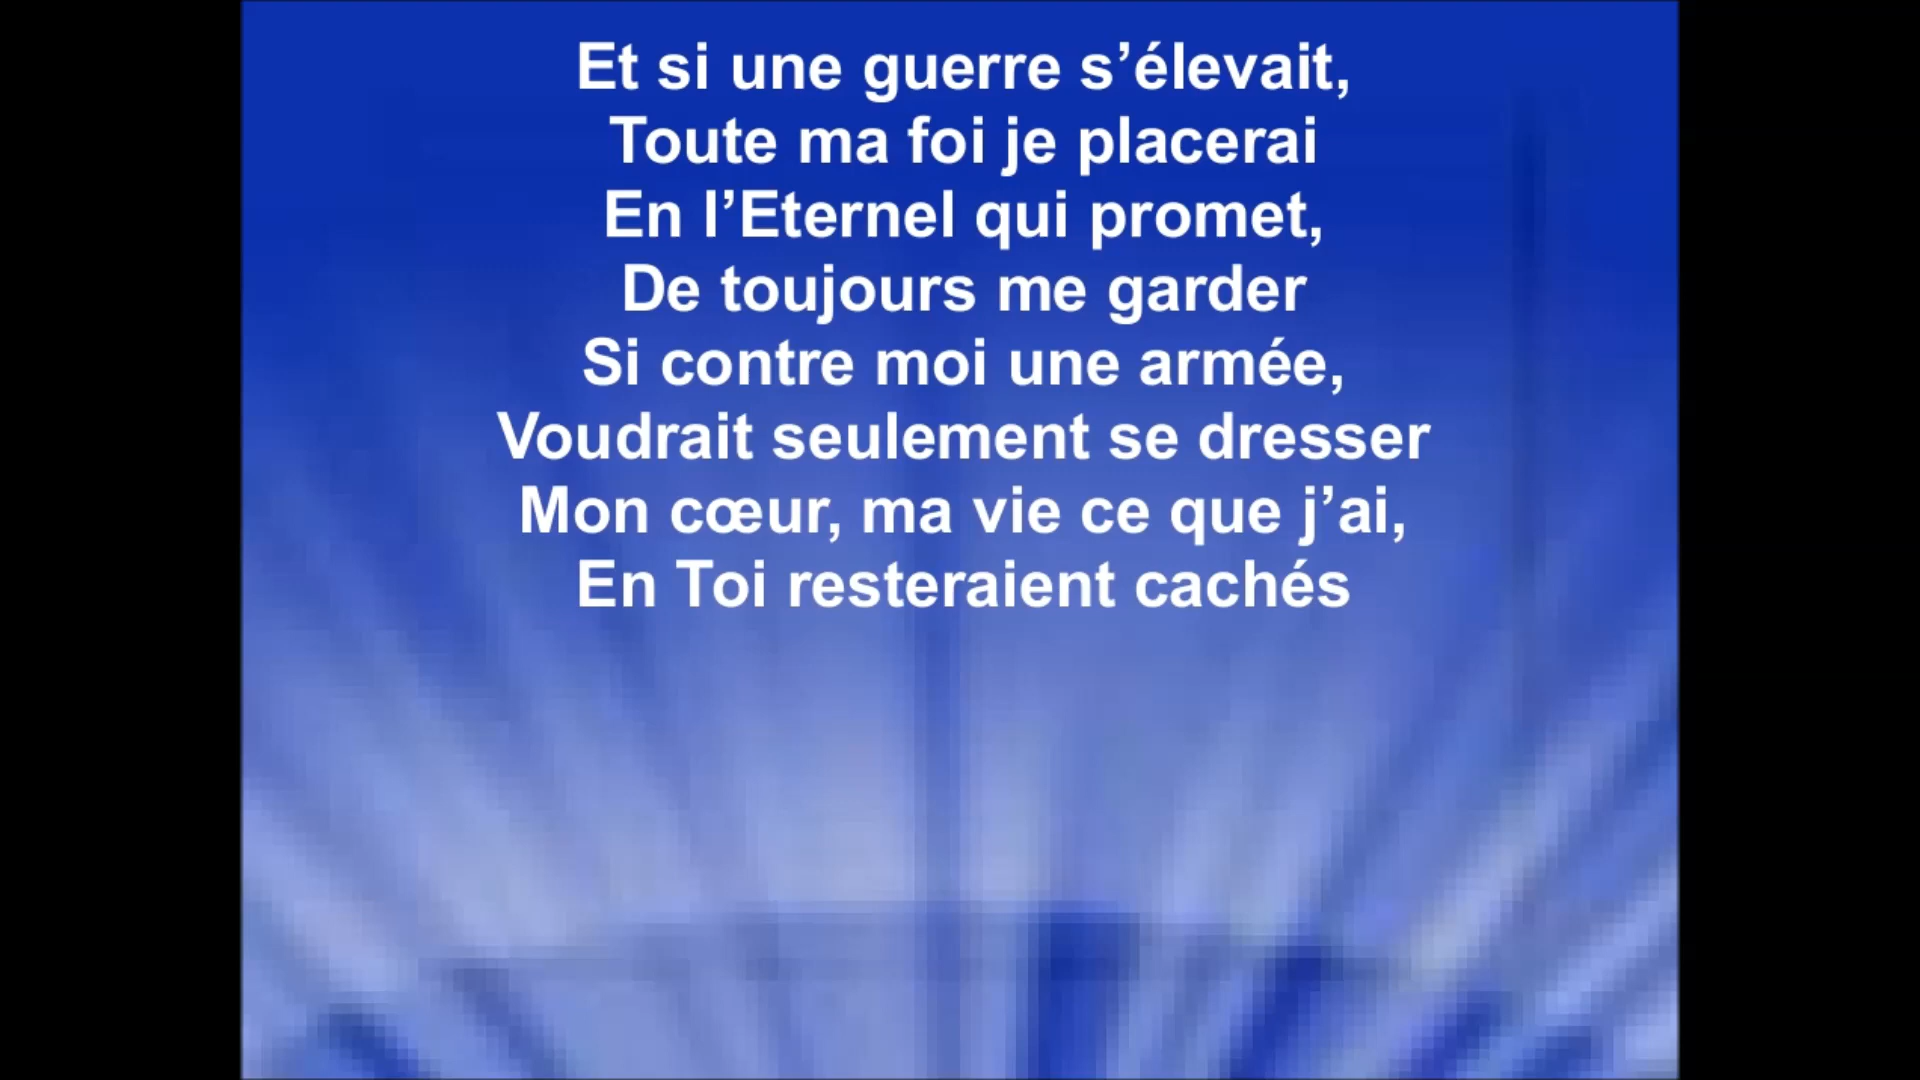 Et si une guerre s’élevait,
Toute ma foi je placerai
En l’Eternel qui promet,
De toujours me garder
Si contre moi une armée,
Voudrait seulement se dresser
Mon cœur, ma vie ce que j’ai,
En Toi resteraient cachés